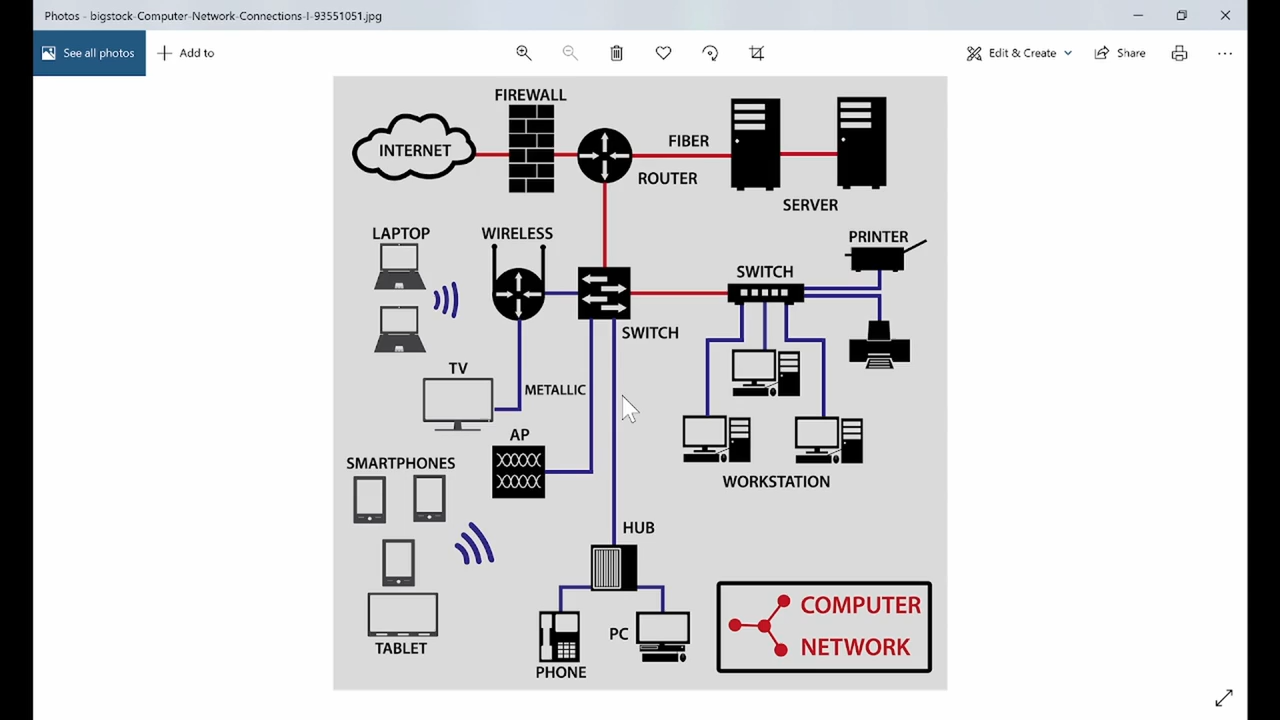 Photos - bigstock-Computer-Network-Connections-I-93551051.jpg
See all photos
Add to
Edit & Create
Share
FIREWALL
INTERNET
FIBER
ROUTER
SERVER
LAPTOP
WIRELESS
PRINTER
SWITCH
SWITCH
TV
METALLIC
AP
SMARTPHONES
WORKSTATION
HUB
COMPUTER
NETWORK
PC
TABLET
PHONE